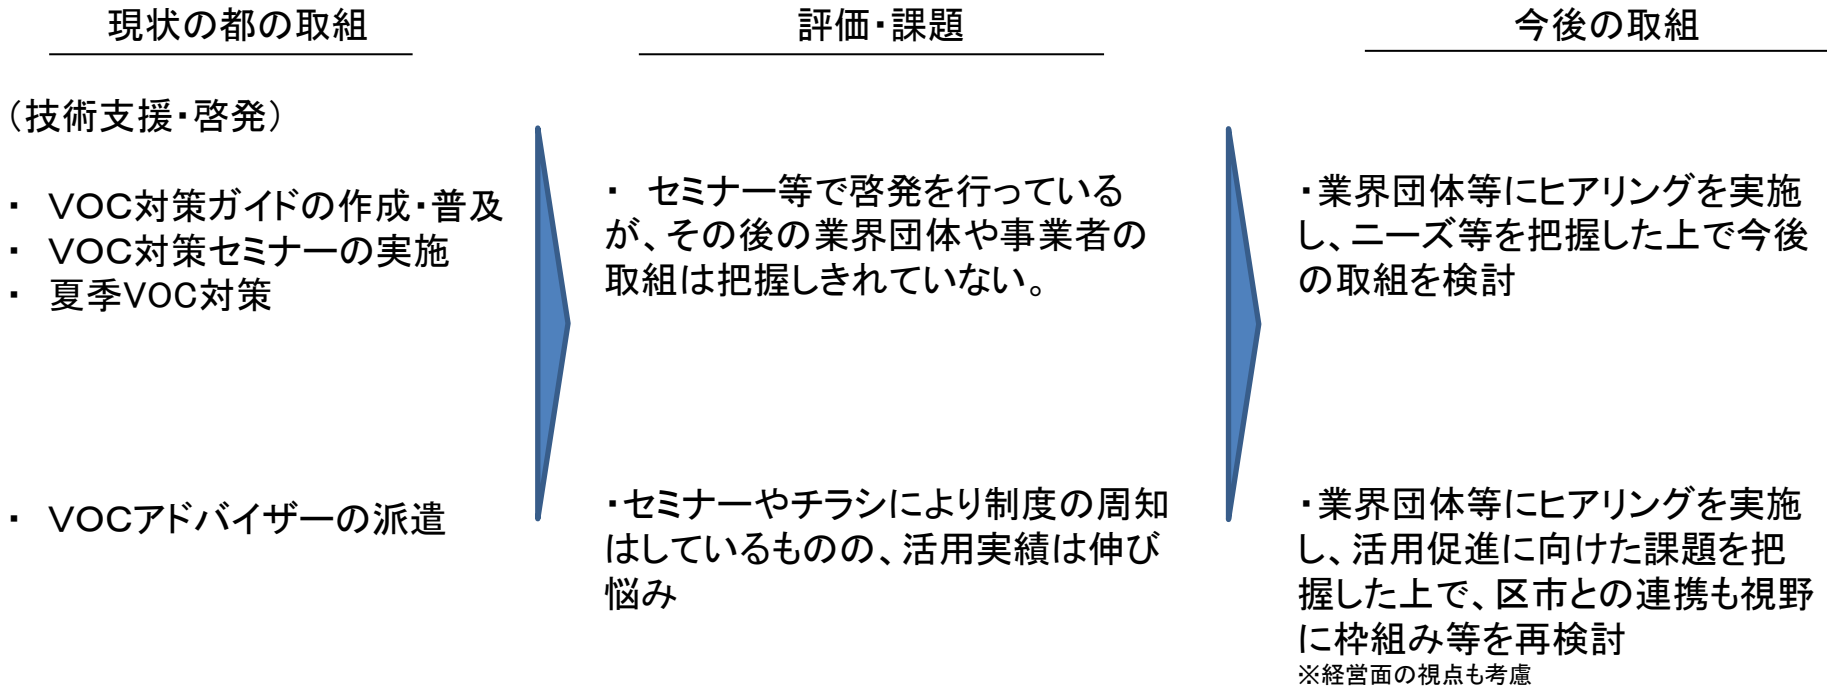 現状の都の取組
評価・課題
今後の取組
(技術支援・啓発)
・ VOC対策ガイドの作成・普及
・ VOC対策セミナーの実施
・ 夏季VOC対策
・ セミナー等で啓発を行っている
が、その後の業界団体や事業者の
取組は把握しきれていない。
・業界団体等にヒアリングを実施
し、ニーズ等を把握した上で今後
の取組を検討
・ VOCアドバイザーの派遣
・セミナーやチラシにより制度の周知
はしているものの、活用実績は伸び
悩み
・業界団体等にヒアリングを実施
し、活用促進に向けた課題を把
握した上で、区市との連携も視野
に枠組み等を再検討
※経営面の視点も考慮